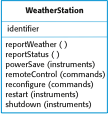 WeatherStation
identifier
reportWeather ( )
reportStatus ( )
powerSave (instruments)
remoteControl (commands)
reconfigure (commands)
restart (instruments)
shutdown (instruments)